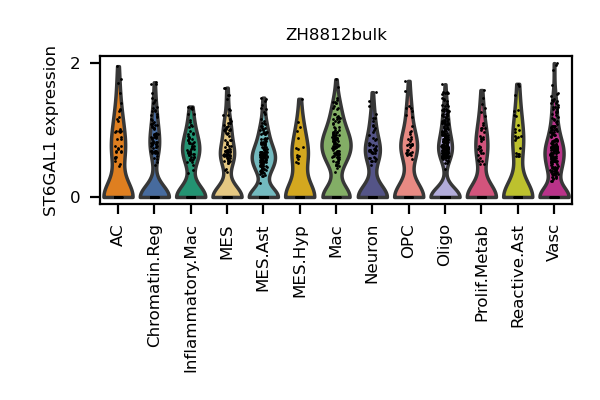 ZH8812bulk
ST6GAL1 expression
2
0
AC
Chromatin.Reg
Inflammatory.Mac
MES
MES.Ast
MES.Hyp
Mac
Neuron
OPC
Oligo
Prolif.Metab
Reactive.Ast
Vasc